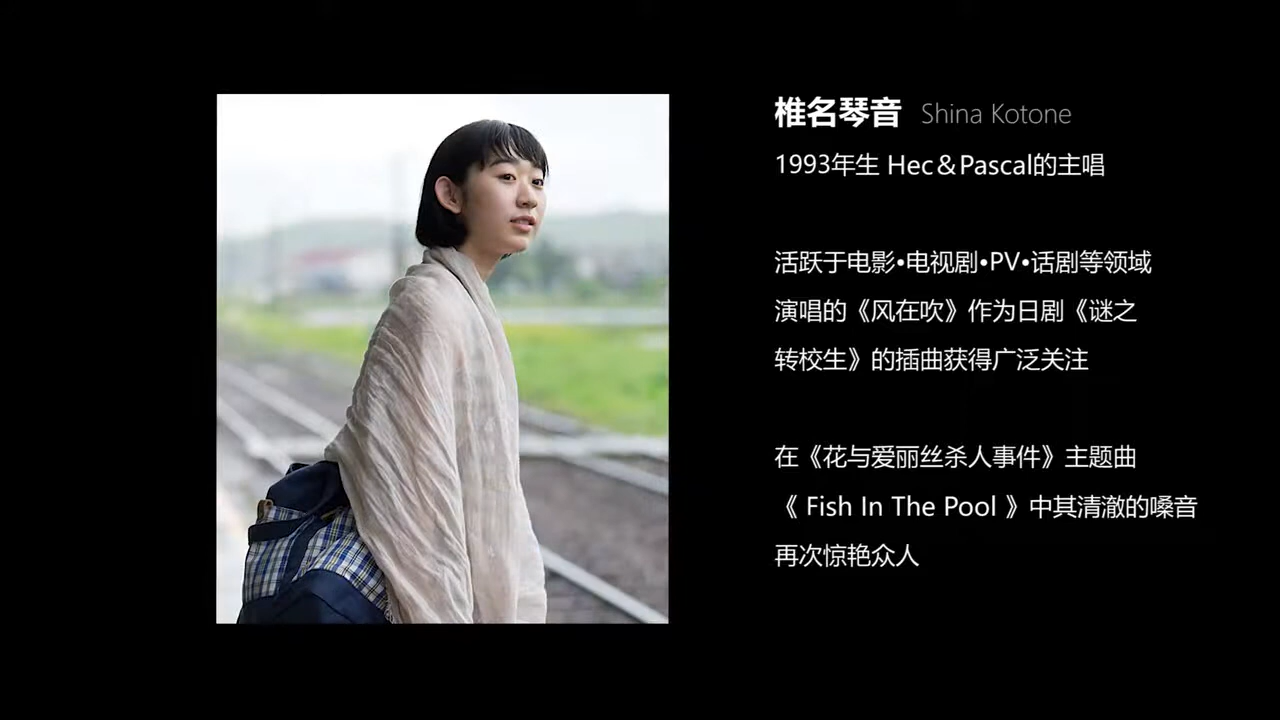 椎名琴音 Shina Kotone
1993年生 Hec＆Pascal的主唱
活跃于电影•电视剧•PV•话剧等领域
演唱的《风在吹》作为日剧《谜之
转校生》的插曲获得广泛关注
在《花与爱丽丝杀人事件》主题曲
《 Fish In The Pool 》中其清澈的嗓音
再次惊艳众人